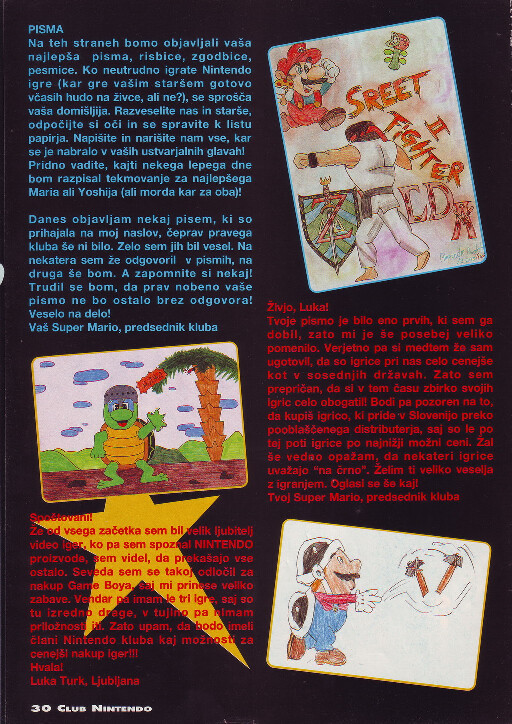 PISMA
Na teh straneh bomo objavljali vaša
najlepša pisma, risbice, zgodbice,
pesmice. Ko neutrudno igrate Nintendo
igre (kar gre vašim staršem gotovo
včasih hudo na živce, ali ne?), se sprošča
vaša domišljija. Razveselite nas in starše,
odpočijte si oči in se spravite k listu
papirja. Napišite in narišite nam vse, kar
se je nabralo v vaših ustvarjalnih glavah!
Pridno vadite, kajti nekega lepega dne
bom razpisal tekmovanje za najlepšega
Maria ali Yoshija (ali morda kar za oba)!
Danes objavljam nekaj pisem, ki so
prihajala na moj naslov, čeprav pravega
kluba še ni bilo. Zelo sem jih bil vesel. Na
nekatera sem že odgovoril v pismih, na
druga še bom. A zapomnite si nekaj!
Trudil se bom, da prav nobeno vaše
pismo ne bo ostalo brez odgovora!
Veselo na delo!
Vaš Super Mario, predsednik kluba
Spoštovani!
Že od vsega začetka sem bil velik ljubitelj
video iger, ko pa sem spoznal NINTENDO
proizvode, sem videl, da prekašajo vse
ostalo. Seveda sem se takoj odločil za
nakup Game Boya, saj mi prinese veliko
zabave. Vendar pa imam le tri igre, saj so
tu izredno drage, v tujino pa nimam
priložnosti iti. Zato upam, da bodo imeli
člani Nintendo kluba kaj možnosti za
cenejši nakup iger!!!
Hvala!
Luka Turk, Ljubljana
SREET
II
FIGHTER
Živjo, Luka!
Tvoje pismo je bilo eno prvih, ki sem ga
dobil, zato mi je še posebej veliko
pomenilo. Verjetno pa si medtem že sam
ugotovil, da so igrice pri nas celo cenejše
kot v sosednjih državah. Zato sem
prepričan, da si v tem času zbirko svojih
igric celo obogatil! Bodi pa pozoren na to,
da kupiš igrico, ki pride v Slovenijo preko
pooblaščenega distributerja, saj so le po
tej poti igrice po najnižji možni ceni. Žal
še vedno opažam, da nekateri igrice
uvažajo "na črno". Želim ti veliko veselja
z igranjem. Oglasi se še kaj!
Tvoj Super Mario, predsednik kluba
30 CLUB NINTENDO